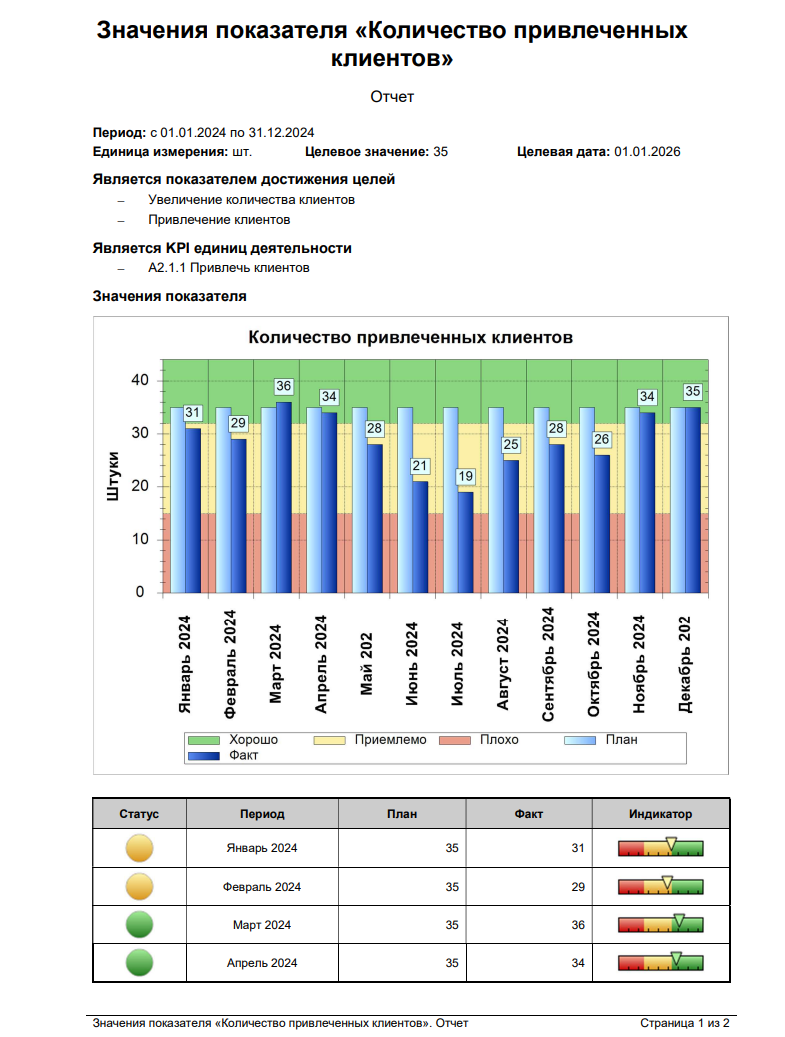 Значения показателя «Количество привлеченных
клиентов»
Отчет
Период: с 01.01.2024 по 31.12.2024
Единица измерения: шт. Целевое значение: 35 Целевая дата: 01.01.2026
Является показателем достижения целей
– Увеличение количества клиентов
– Привлечение клиентов
Является KPI единиц деятельности
– A2.1.1 Привлечь клиентов
Значения показателя
Количество привлеченных клиентов
Штуки
40
30
20
10
0
31
29
36
34
28
21
19
25
28
26
34
35
Январь 2024
Февраль 2024
Март 2024
Апрель 2024
Май 202
Июнь 2024
Июль 2024
Август 2024
Сентябрь 2024
Октябрь 2024
Ноябрь 2024
Декабрь 202
Хорошо Приемлемо Плохо План
Факт
Статус Период План Факт Индикатор
Январь 2024 35 31
Февраль 2024 35 29
Март 2024 35 36
Апрель 2024 35 34
Значения показателя «Количество привлеченных клиентов». Отчет Страница 1 из 2